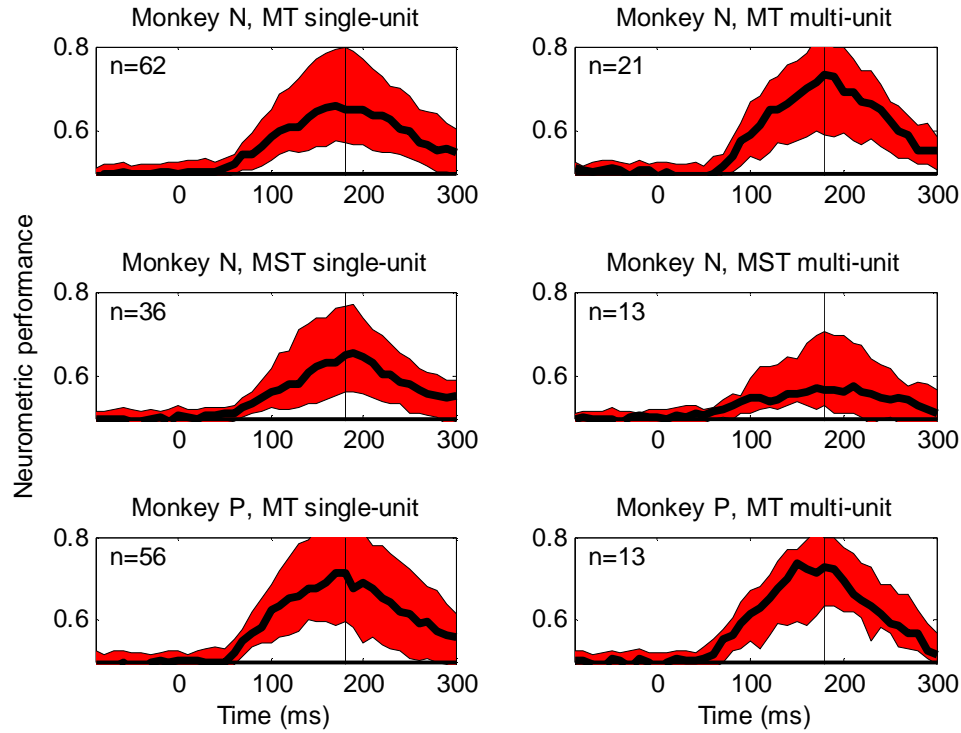 Monkey N, MT single-unit
Monkey N, MT multi-unit
0.8
n=62
0.6
0 100 200 300
0.8
n=21
0.6
0 100 200 300
Neurometric performance
Monkey N, MST single-unit
Monkey N, MST multi-unit
0.8
n=36
0.6
0 100 200 300
0.8
n=13
0.6
0 100 200 300
Monkey P, MT single-unit
Monkey P, MT multi-unit
0.8
n=56
0.6
0 100 200 300
Time (ms)
0.8
n=13
0.6
0 100 200 300
Time (ms)